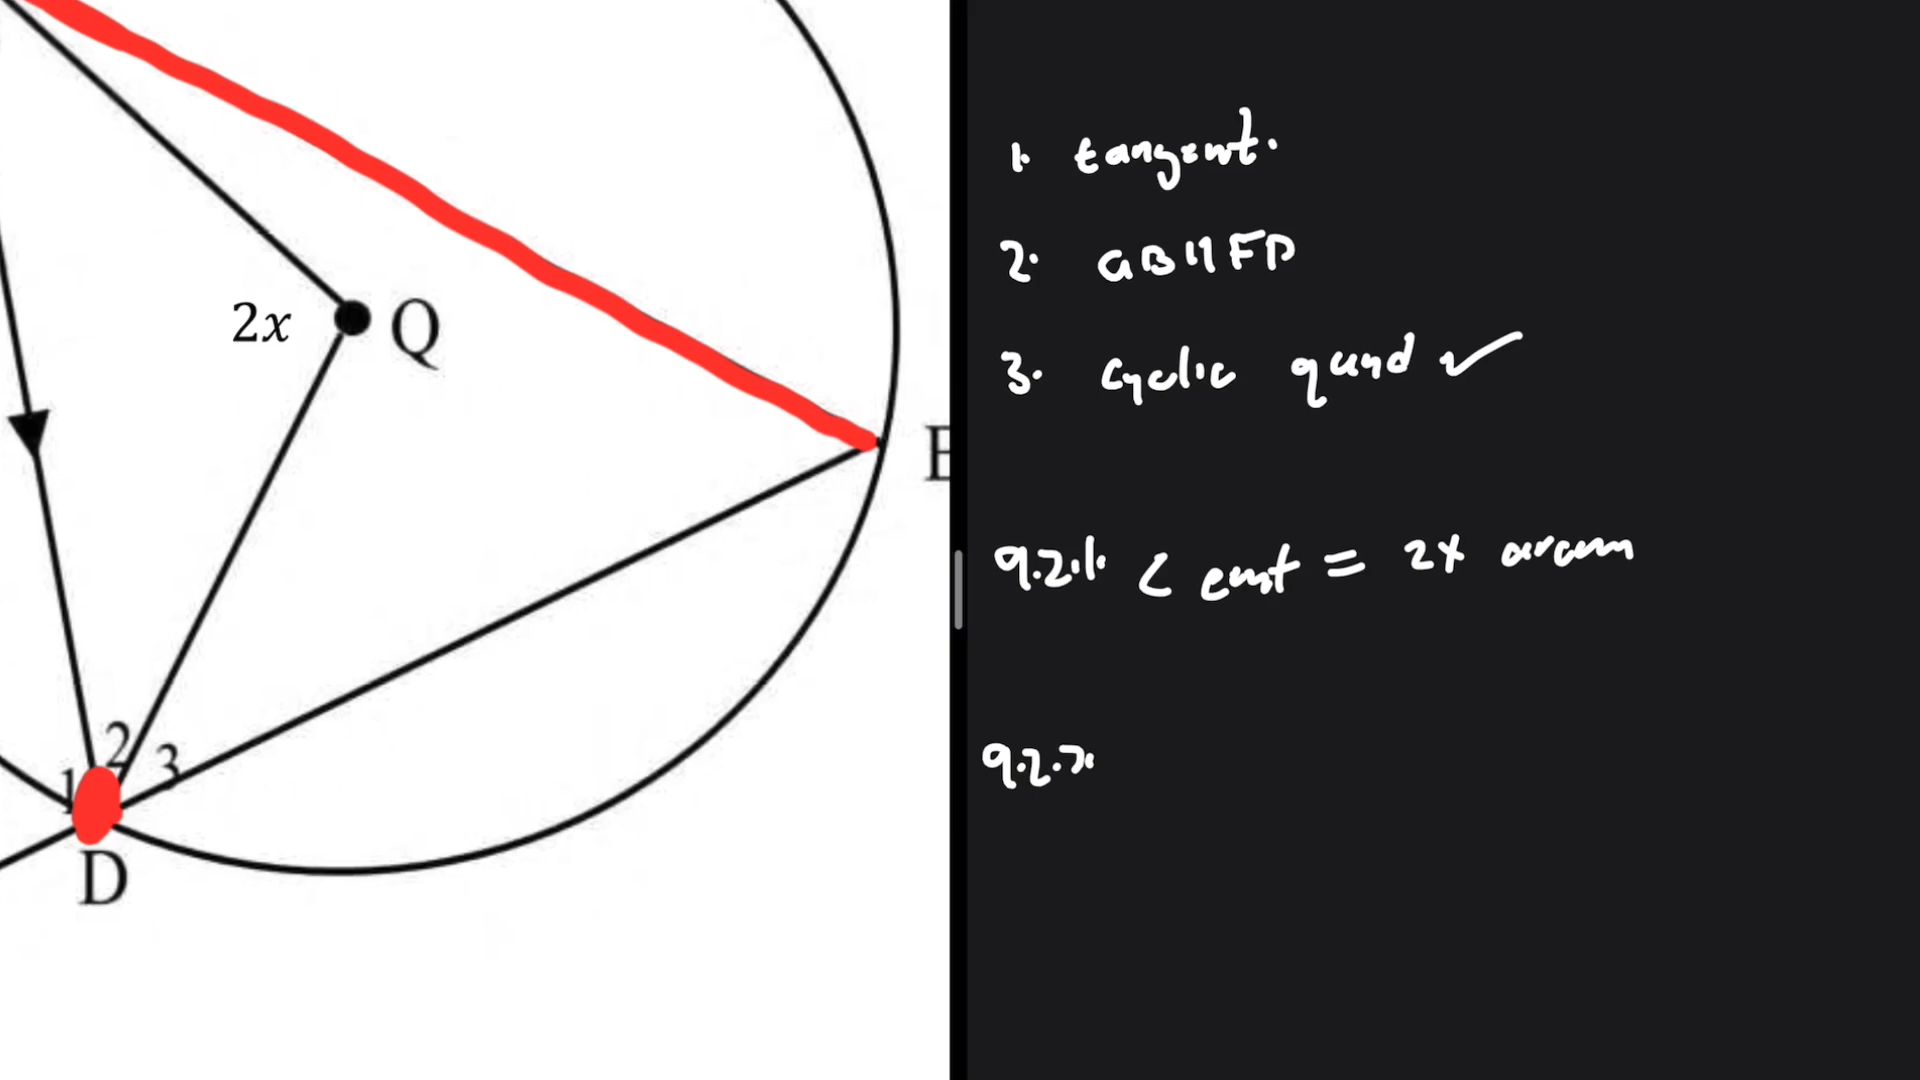 2x
Q
E
1 2 3
D
1. tangent.
2. GB || FD
3. cyclic quad ✓
9.2.1. < cent = 2x circum
9.2.2.